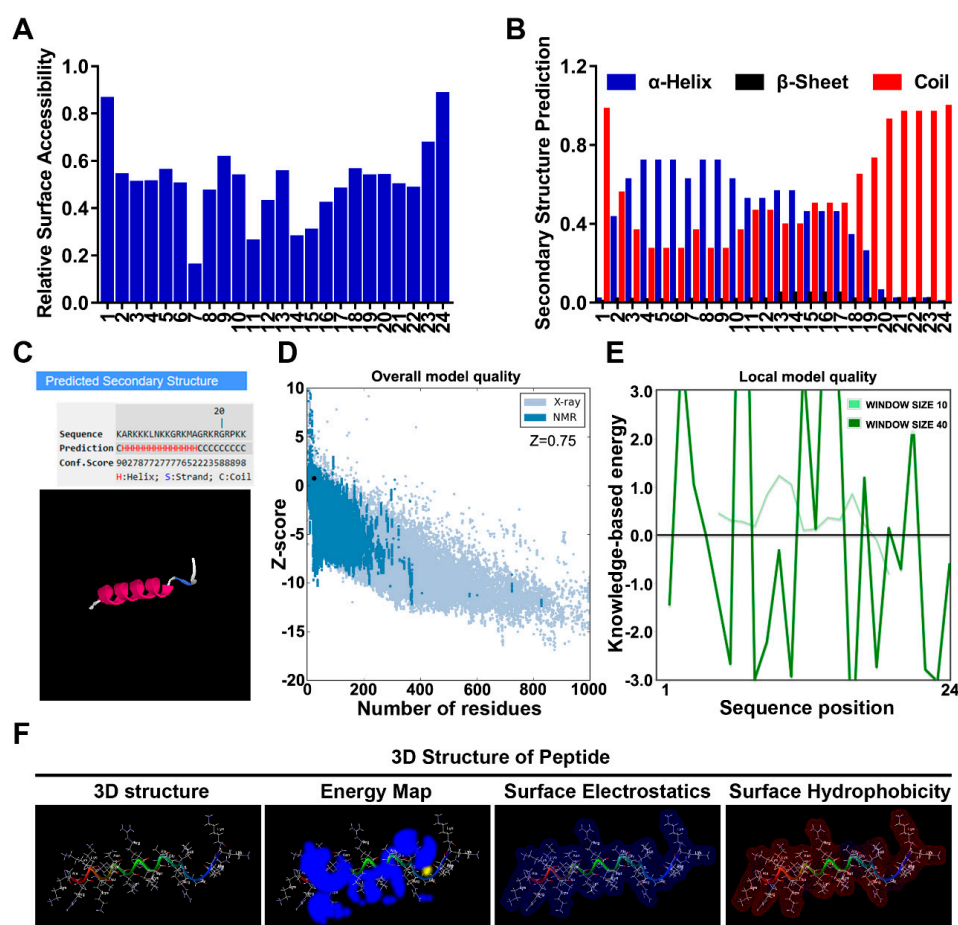 A
Relative Surface Accessibility
1.0
0.8
0.6
0.4
0.2
0.0
1 2 3 4 5 6 7 8 9 10 11 12 13 14 15 16 17 18 19 20 21 22 23 24
B
Secondary Structure Prediction
1.2
0.8
0.4
0.0
α-Helix β-Sheet Coil
1 2 3 4 5 6 7 8 9 10 11 12 13 14 15 16 17 18 19 20 21 22 23 24
C
Predicted Secondary Structure
20
Sequence KARKKKLNKKGRKMAGRKRGRPKK
Prediction CHHHHHHHHHHHHHHCCCCCCCCC
Conf.Score 902787727777652223588898
H:Helix; S:Strand; C:Coil
D
Overall model quality
X-ray
NMR
Z=0.75
Z-score
10
5
0
-5
-10
-15
-20
0 200 400 600 800 1000
Number of residues
E
Local model quality
WINDOW SIZE 10
WINDOW SIZE 40
Knowledge-based energy
3.0
2.0
1.0
0.0
-1.0
-2.0
-3.0
1 24
Sequence position
F
3D Structure of Peptide
3D structure Energy Map Surface Electrostatics Surface Hydrophobicity